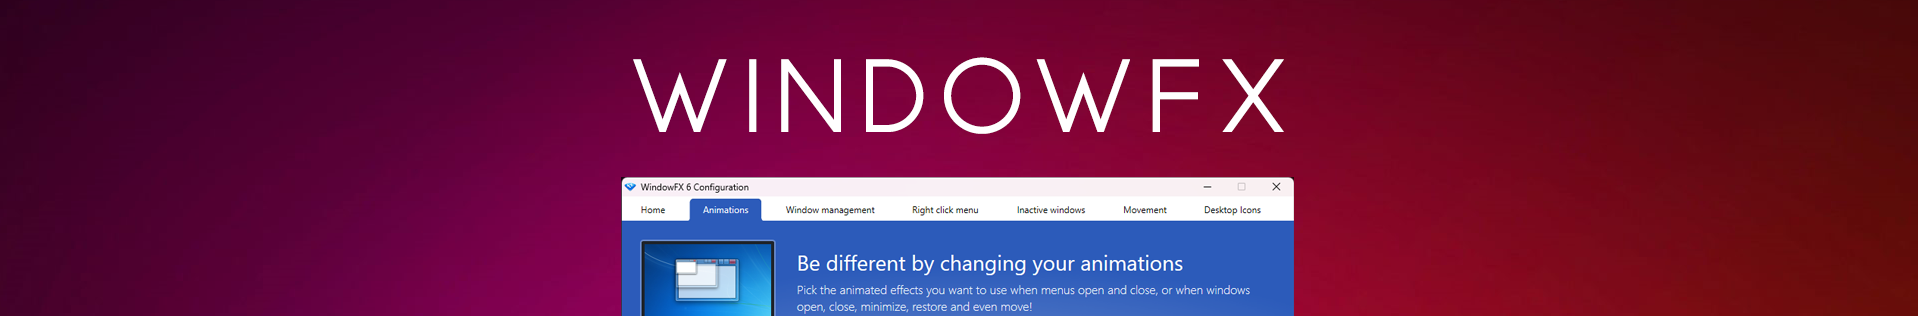 WINDOWFX
WindowFX 6 Configuration
Home Animations Window management Right click menu Inactive windows Movement Desktop Icons
Be different by changing your animations
Pick the animated effects you want to use when menus open and close, or when windows
open, close, minimize, restore and even move!